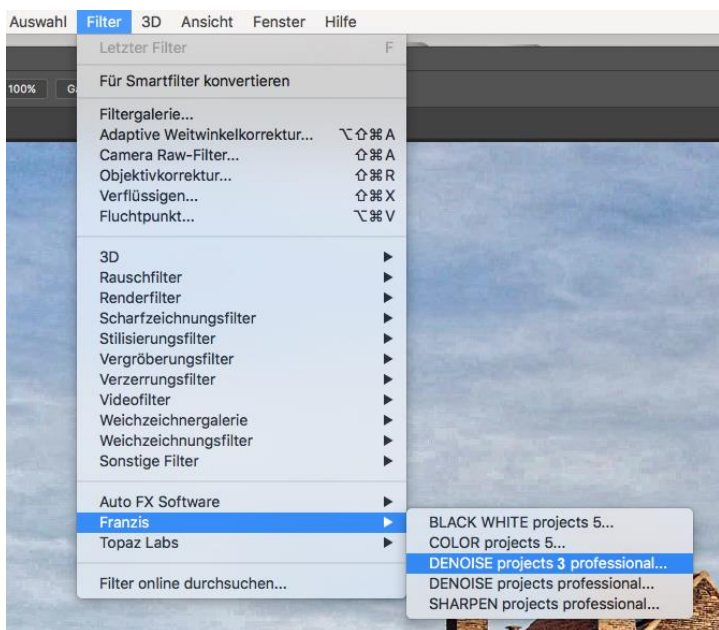 Auswahl Filter 3D Ansicht Fenster Hilfe
Letzter Filter F
Für Smartfilter konvertieren
100%
Filtergalerie...
Adaptive Weitwinkelkorrektur... ⌥⇧⌘A
Camera Raw-Filter... ⇧⌘A
Objektivkorrektur... ⇧⌘R
Verflüssigen... ⇧⌘X
Fluchtpunkt... ⌥⌘V
3D
Rauschfilter
Renderfilter
Scharfzeichnungsfilter
Stilisierungsfilter
Vergröberungsfilter
Verzerrungsfilter
Videofilter
Weichzeichnergalerie
Weichzeichnungsfilter
Sonstige Filter
Auto FX Software
Franzis
Topaz Labs
Filter online durchsuchen...
BLACK WHITE projects 5...
COLOR projects 5...
DENOISE projects 3 professional...
DENOISE projects professional...
SHARPEN projects professional...